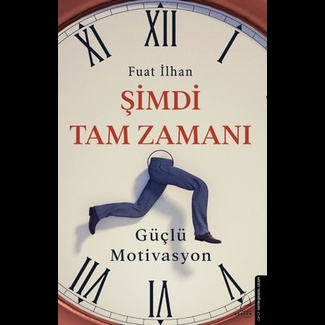 XI XII I
Fuat İlhan
ŞİMDİ
TAM ZAMANI
Güçlü
Motivasyon
VII VI V